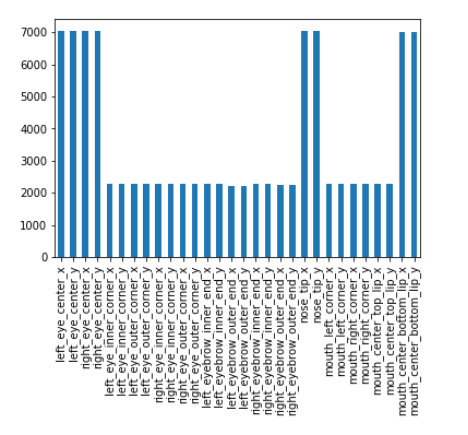 7000
6000
5000
4000
3000
2000
1000
0
left_eye_center_x
left_eye_center_y
right_eye_center_x
right_eye_center_y
left_eye_inner_corner_x
left_eye_inner_corner_y
left_eye_outer_corner_x
left_eye_outer_corner_y
right_eye_inner_corner_x
right_eye_inner_corner_y
right_eye_outer_corner_x
right_eye_outer_corner_y
left_eyebrow_inner_end_x
left_eyebrow_inner_end_y
left_eyebrow_outer_end_x
left_eyebrow_outer_end_y
right_eyebrow_inner_end_x
right_eyebrow_inner_end_y
right_eyebrow_outer_end_x
right_eyebrow_outer_end_y
nose_tip_x
nose_tip_y
mouth_left_corner_x
mouth_left_corner_y
mouth_right_corner_x
mouth_right_corner_y
mouth_center_top_lip_x
mouth_center_top_lip_y
mouth_center_bottom_lip_x
mouth_center_bottom_lip_y